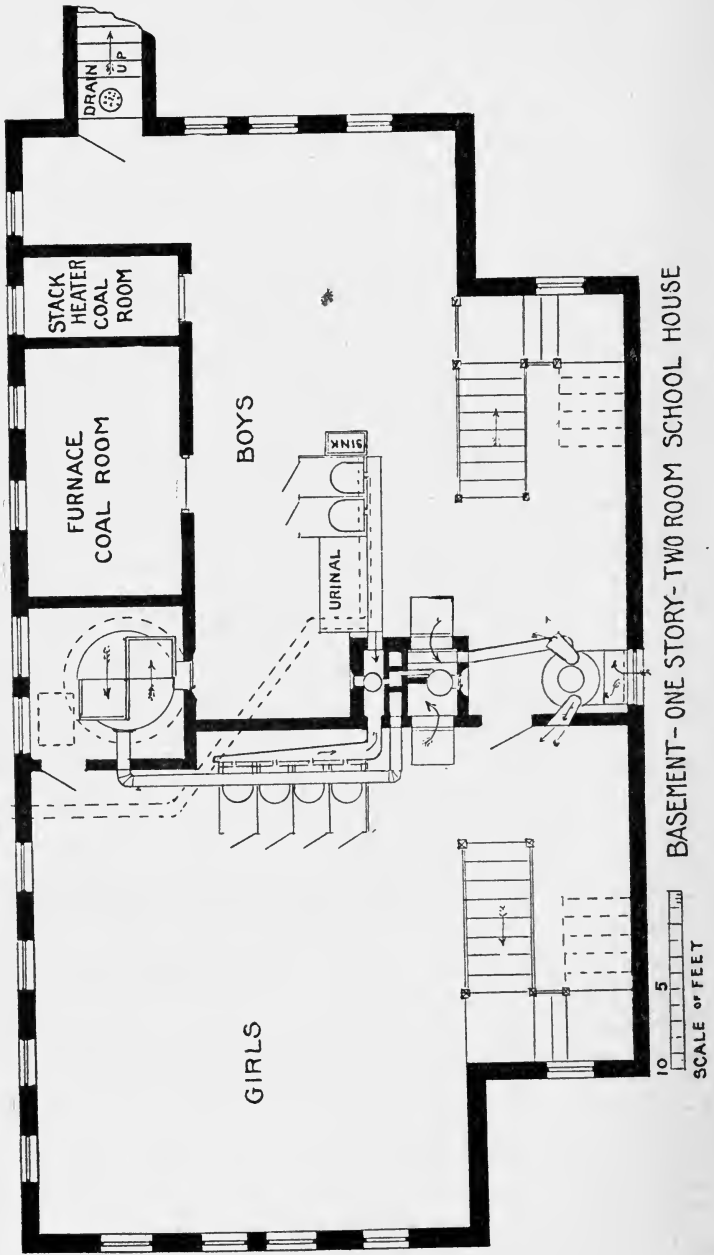 DRAIN
UP
STACK
HEATER
COAL
ROOM
FURNACE
COAL ROOM
BOYS
SINK
URINAL
GIRLS
10 5
SCALE OF FEET
BASEMENT - ONE STORY - TWO ROOM SCHOOL HOUSE